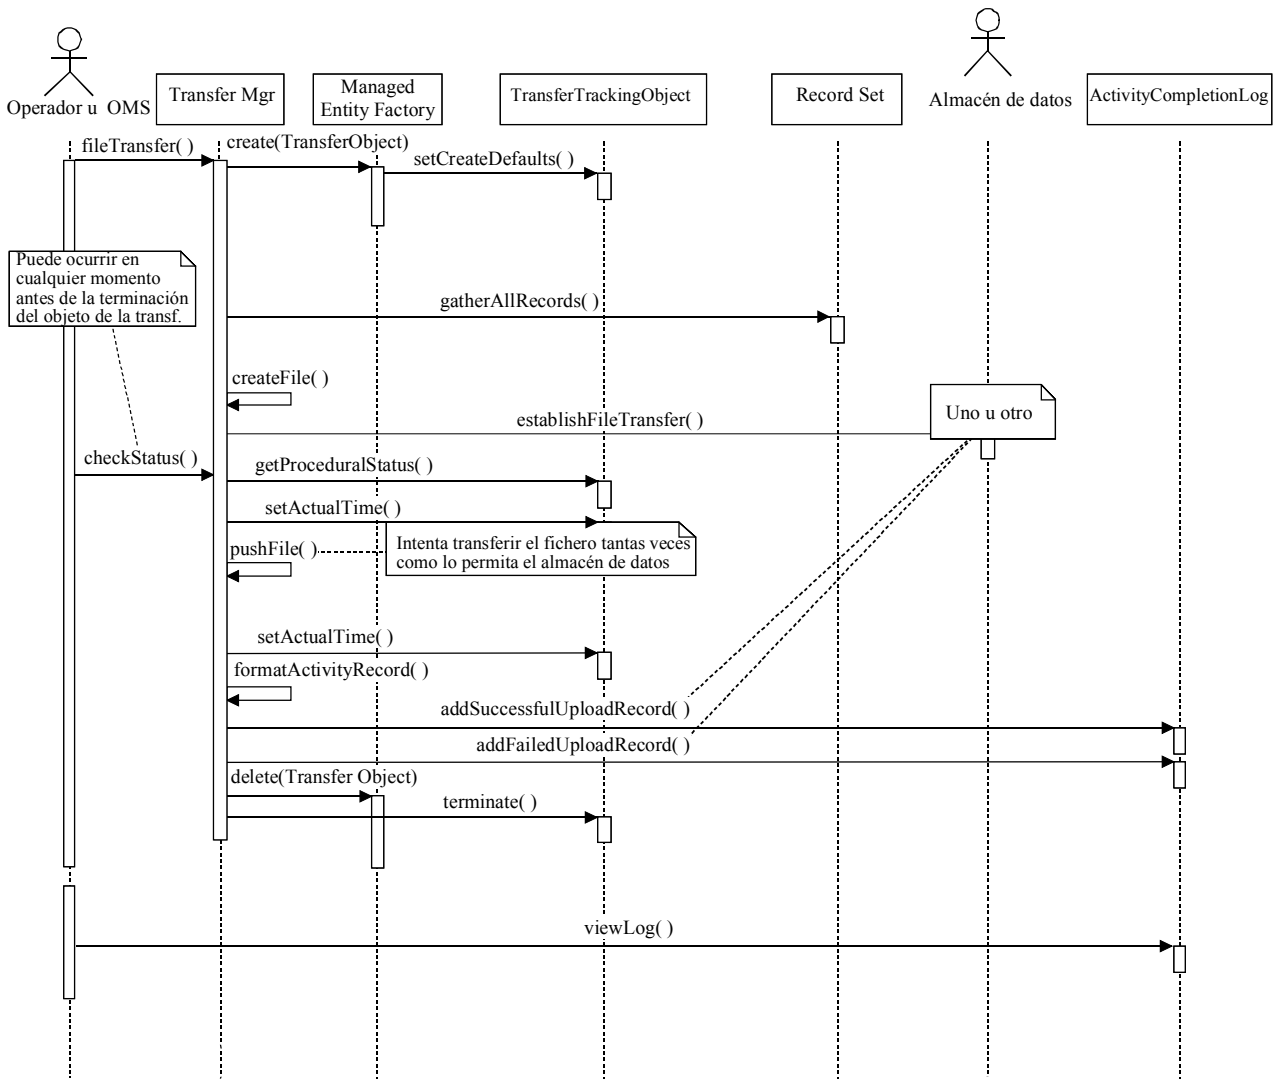 Operador u OMS
Transfer Mgr
Managed
Entity Factory
TransferTrackingObject
Record Set
Almacén de datos
ActivityCompletionLog
fileTransfer( )
create(TransferObject)
setCreateDefaults( )
Puede ocurrir en
cualquier momento
antes de la terminación
del objeto de la transf.
gatherAllRecords( )
createFile( )
establishFileTransfer( )
Uno u otro
checkStatus( )
getProceduralStatus( )
setActualTime( )
pushFile( )
Intenta transferir el fichero tantas veces
como lo permita el almacén de datos
setActualTime( )
formatActivityRecord( )
addSuccessfulUploadRecord( )
addFailedUploadRecord( )
delete(Transfer Object)
terminate( )
viewLog( )